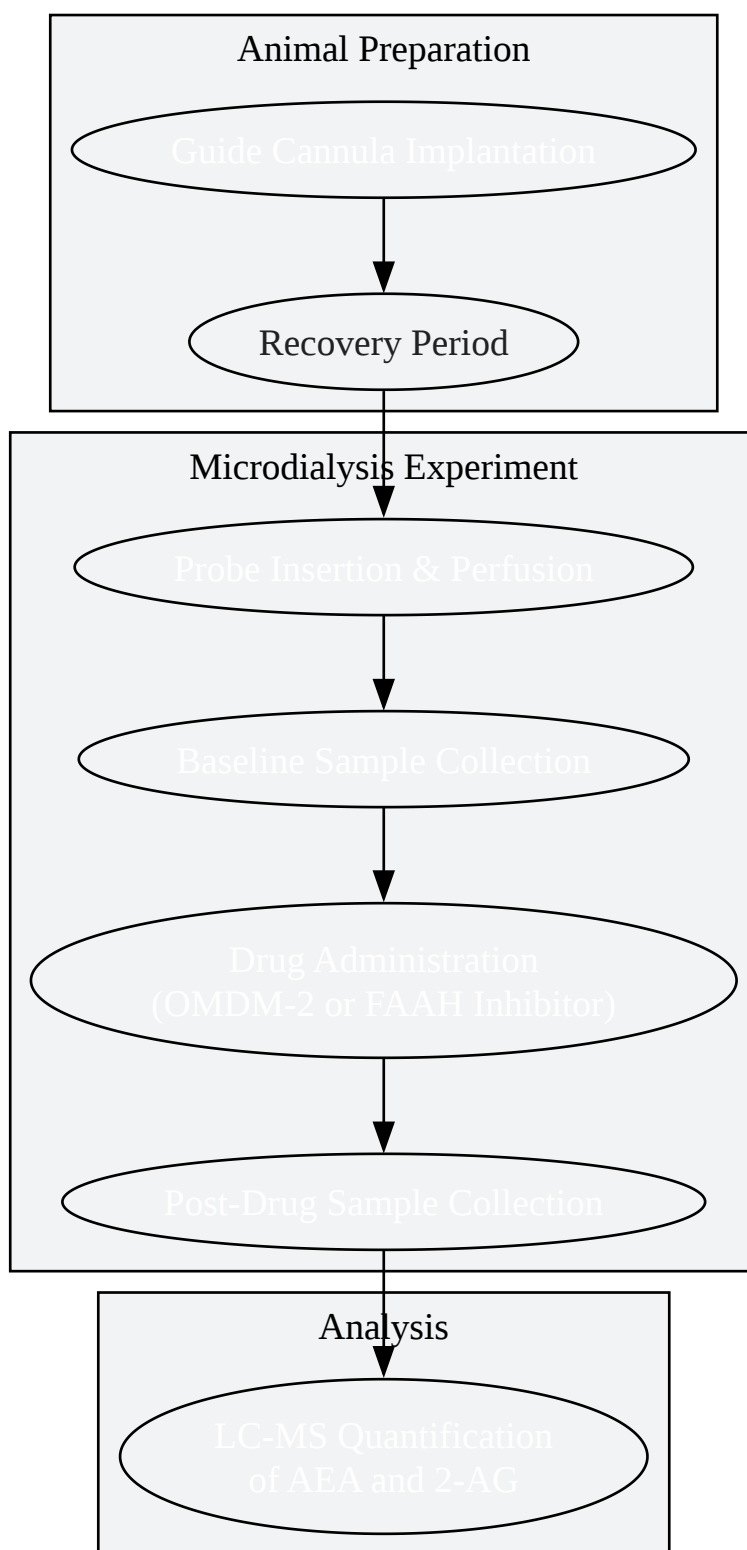 Animal Preparation
Guide Cannula Implantation
Recovery Period
Microdialysis Experiment
Probe Insertion & Perfusion
Baseline Sample Collection
Drug Administration
(OMDM-2 or FAAH Inhibitor)
Post-Drug Sample Collection
Analysis
LC-MS Quantification
of AEA and 2-AG